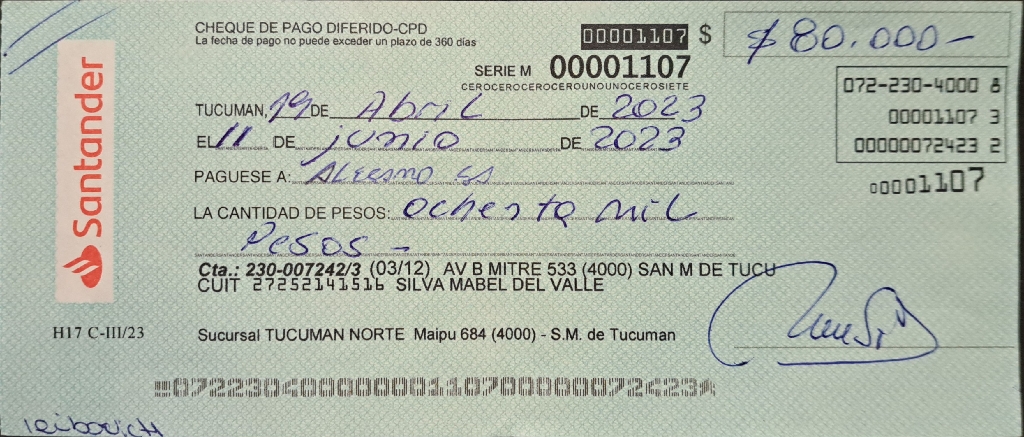 CHEQUE DE PAGO DIFERIDO-CPD
La fecha de pago no puede exceder un plazo de 360 días
00001107 $ $ 80.000-
SERIE M 00001107
CEROCEROCEROCEROUNOUNOCEROSIETE
072-230-4000 8
00001107 3
00000072423 2
00001107
Santander
TUCUMAN, 19 DE Abril DE 2023
EL 11 DE junio DE 2023
PAGUESE A:
LA CANTIDAD DE PESOS: ochenta mil
Pesos -
Cta.: 230-007242/3 (03/12) AV B MITRE 533 (4000) SAN M DE TUCU
CUIT 27252141516 SILVA MABEL DEL VALLE
H17 C-III/23
Sucursal TUCUMAN NORTE Maipu 684 (4000) - S.M. de Tucuman
072230400000000110700000072423